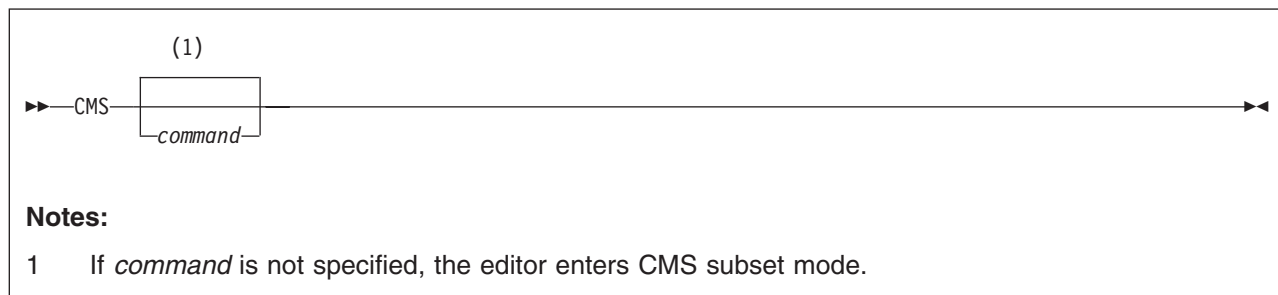 (1)
CMS
command
Notes:
1 If command is not specified, the editor enters CMS subset mode.